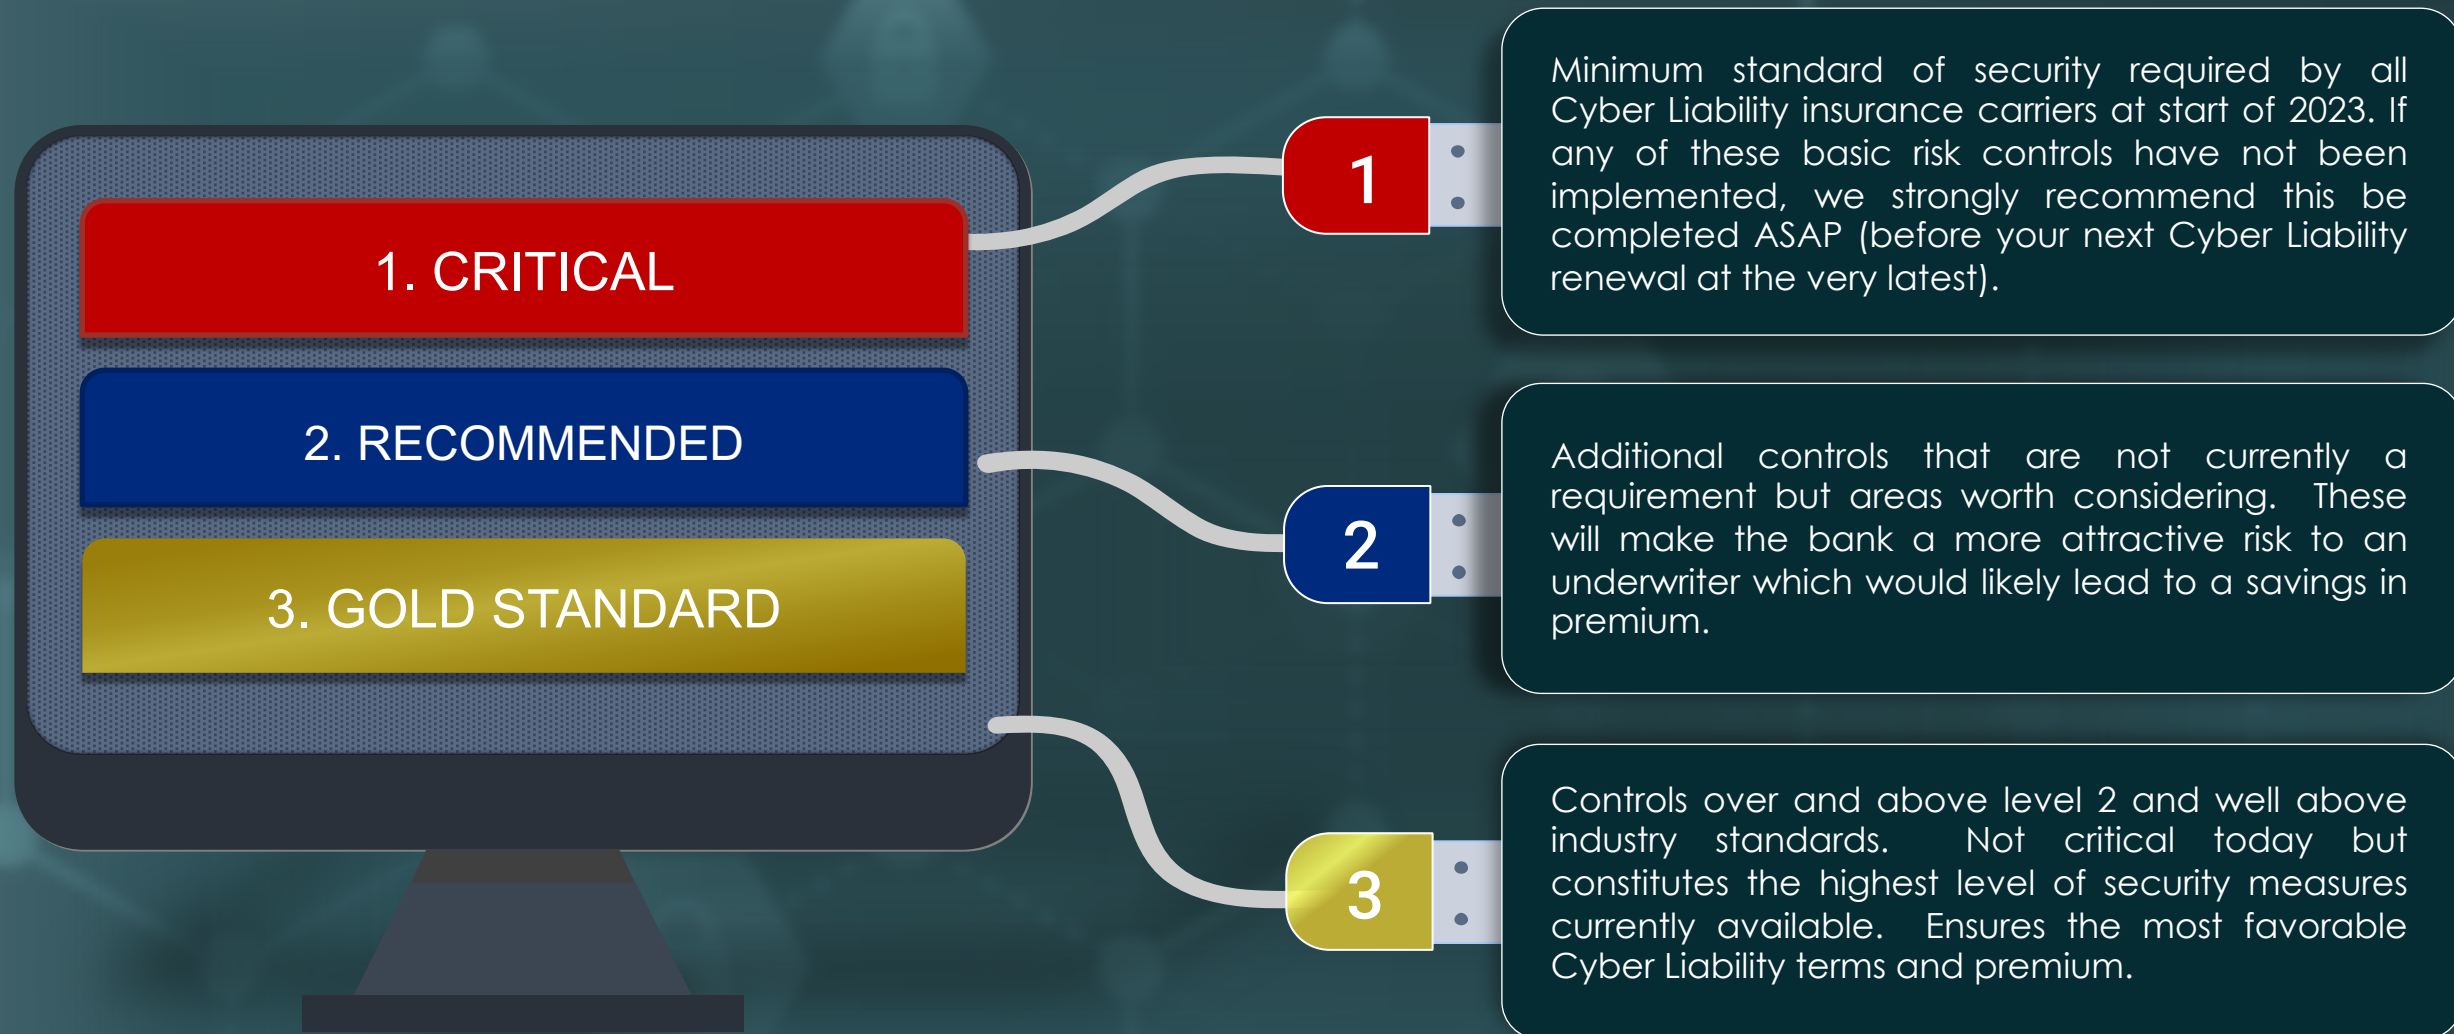 1. CRITICAL
2. RECOMMENDED
3. GOLD STANDARD
1
Minimum standard of security required by all
Cyber Liability insurance carriers at start of 2023. If
any of these basic risk controls have not been
implemented, we strongly recommend this be
completed ASAP (before your next Cyber Liability
renewal at the very latest).
2
Additional controls that are not currently a
requirement but areas worth considering. These
will make the bank a more attractive risk to an
underwriter which would likely lead to a savings in
premium.
3
Controls over and above level 2 and well above
industry standards. Not critical today but
constitutes the highest level of security measures
currently available. Ensures the most favorable
Cyber Liability terms and premium.